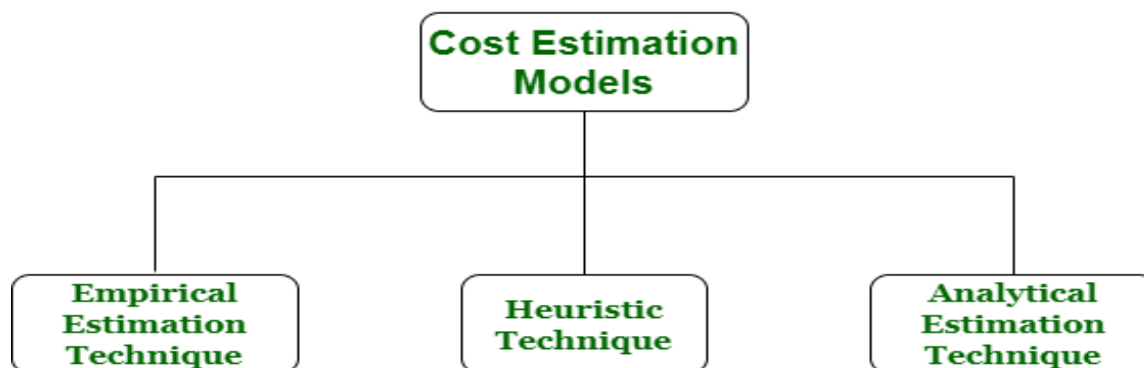 Cost Estimation
Models
Empirical
Estimation
Technique
Heuristic
Technique
Analytical
Estimation
Technique